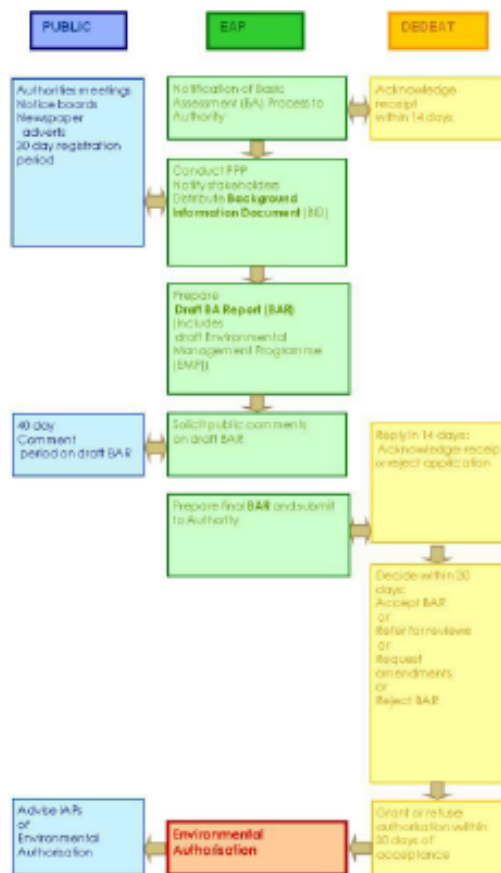 PUBLIC
EAP
DEDEAT
Authorities meetings
Notice boards
Newspaper
adverts
30 day registration
period
Notification of Basic
Assessment (BA) Process to
Authority
Acknowledge
receipt
within 14 days
Conduct PPP
Notify stakeholders
Distribute Background
Information Document (BID)
Prepare
Draft BA Report (BAR)
(includes
draft Environmental
Management Programme
(EMP))
40 day
Comment
period on draft BAR
Solicit public comments
on draft BAR
Reply in 14 days:
Acknowledge receip
or reject application
Prepare final BAR and submit
to Authority
Decide within 30
days:
Accept BAR
or
Refer for reviewe
or
Request
amendments
or
Reject BAR
Advise IAPs
of
Environmental
Authorisation
Environmental
Authorisation
Grant or refuse
authorisation within
30 days of
acceptance